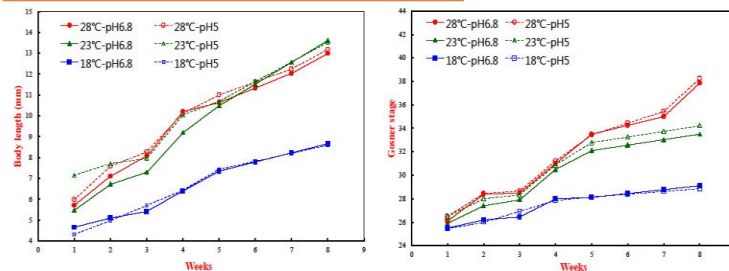 28℃-pH6.8
28℃-pH5
23℃-pH6.8
23℃-pH5
18℃-pH6.8
18℃-pH5
Body length (mm)
15
14
13
12
11
10
9
8
7
6
5
4
0 1 2 3 4 5 6 7 8 9
Weeks
28℃-pH6.8
28℃-pH5
23℃-pH6.8
23℃-pH5
18℃-pH6.8
18℃-pH5
Gosner stage
44
42
40
38
36
34
32
30
28
26
24
0 1 2 3 4 5 6 7 8
Weeks